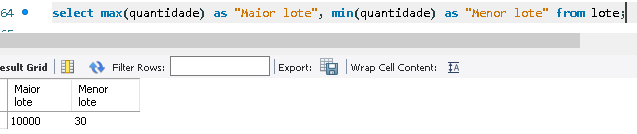 64 select max(quantidade) as "Maior lote", min(quantidade) as "Menor lote" from lote;
esult Grid Filter Rows: Export: Wrap Cell Content: IA
Maior lote Menor lote
10000 30